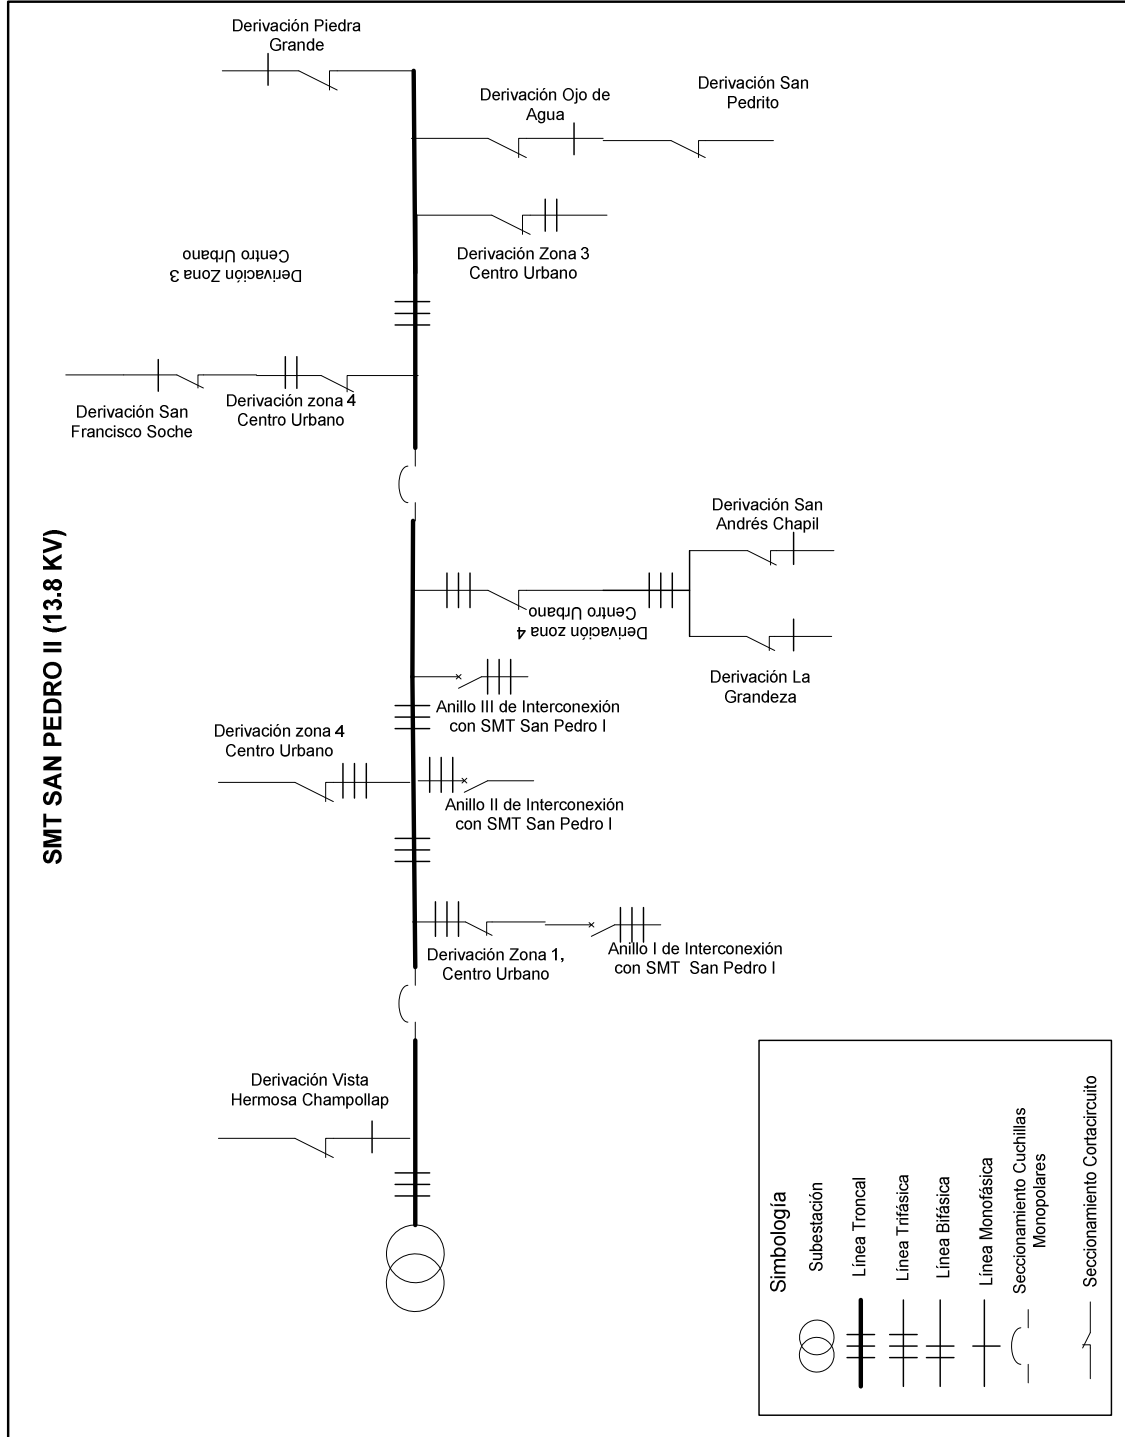 Derivación Piedra
Grande
Derivación Ojo de
Agua
Derivación San
Pedrito
Derivación Zona 3
Centro Urbano
Derivación Zona 3
Centro Urbano
Derivación San
Francisco Soche
Derivación zona 4
Centro Urbano
SMT SAN PEDRO II (13.8 KV)
Derivación San
Andrés Chapil
Derivación zona 4
Centro Urbano
Derivación La
Grandeza
Anillo III de Interconexión
con SMT San Pedro I
Derivación zona 4
Centro Urbano
Anillo II de Interconexión
con SMT San Pedro I
Derivación Zona 1,
Centro Urbano
Anillo I de Interconexión
con SMT San Pedro I
Derivación Vista
Hermosa Champollap
Simbología
Subestación
Línea Troncal
Línea Trifásica
Línea Bifásica
Línea Monofásica
Seccionamiento Cuchillas
Monopolares
Seccionamiento Cortacircuito